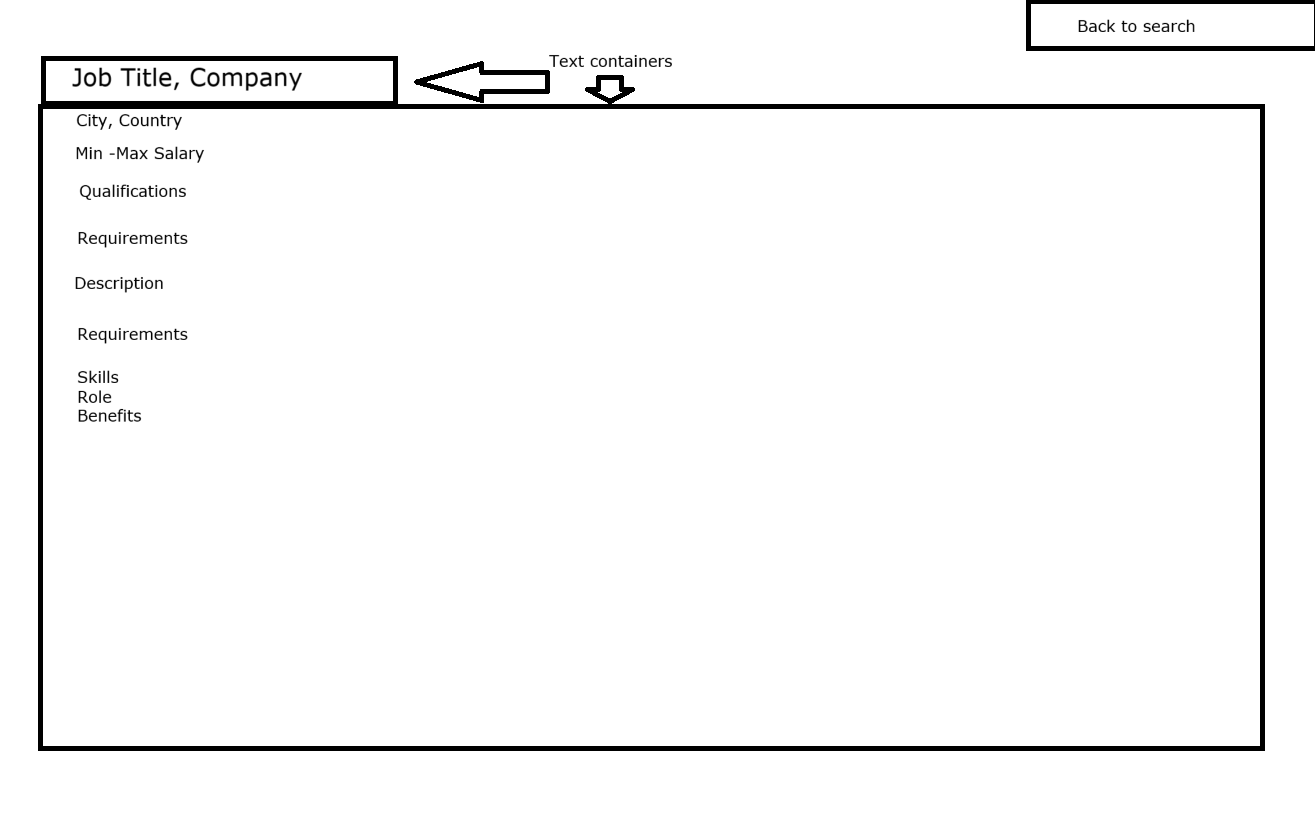 Back to search
Text containers
Job Title, Company
City, Country
Min -Max Salary
Qualifications
Requirements
Description
Requirements
Skills
Role
Benefits